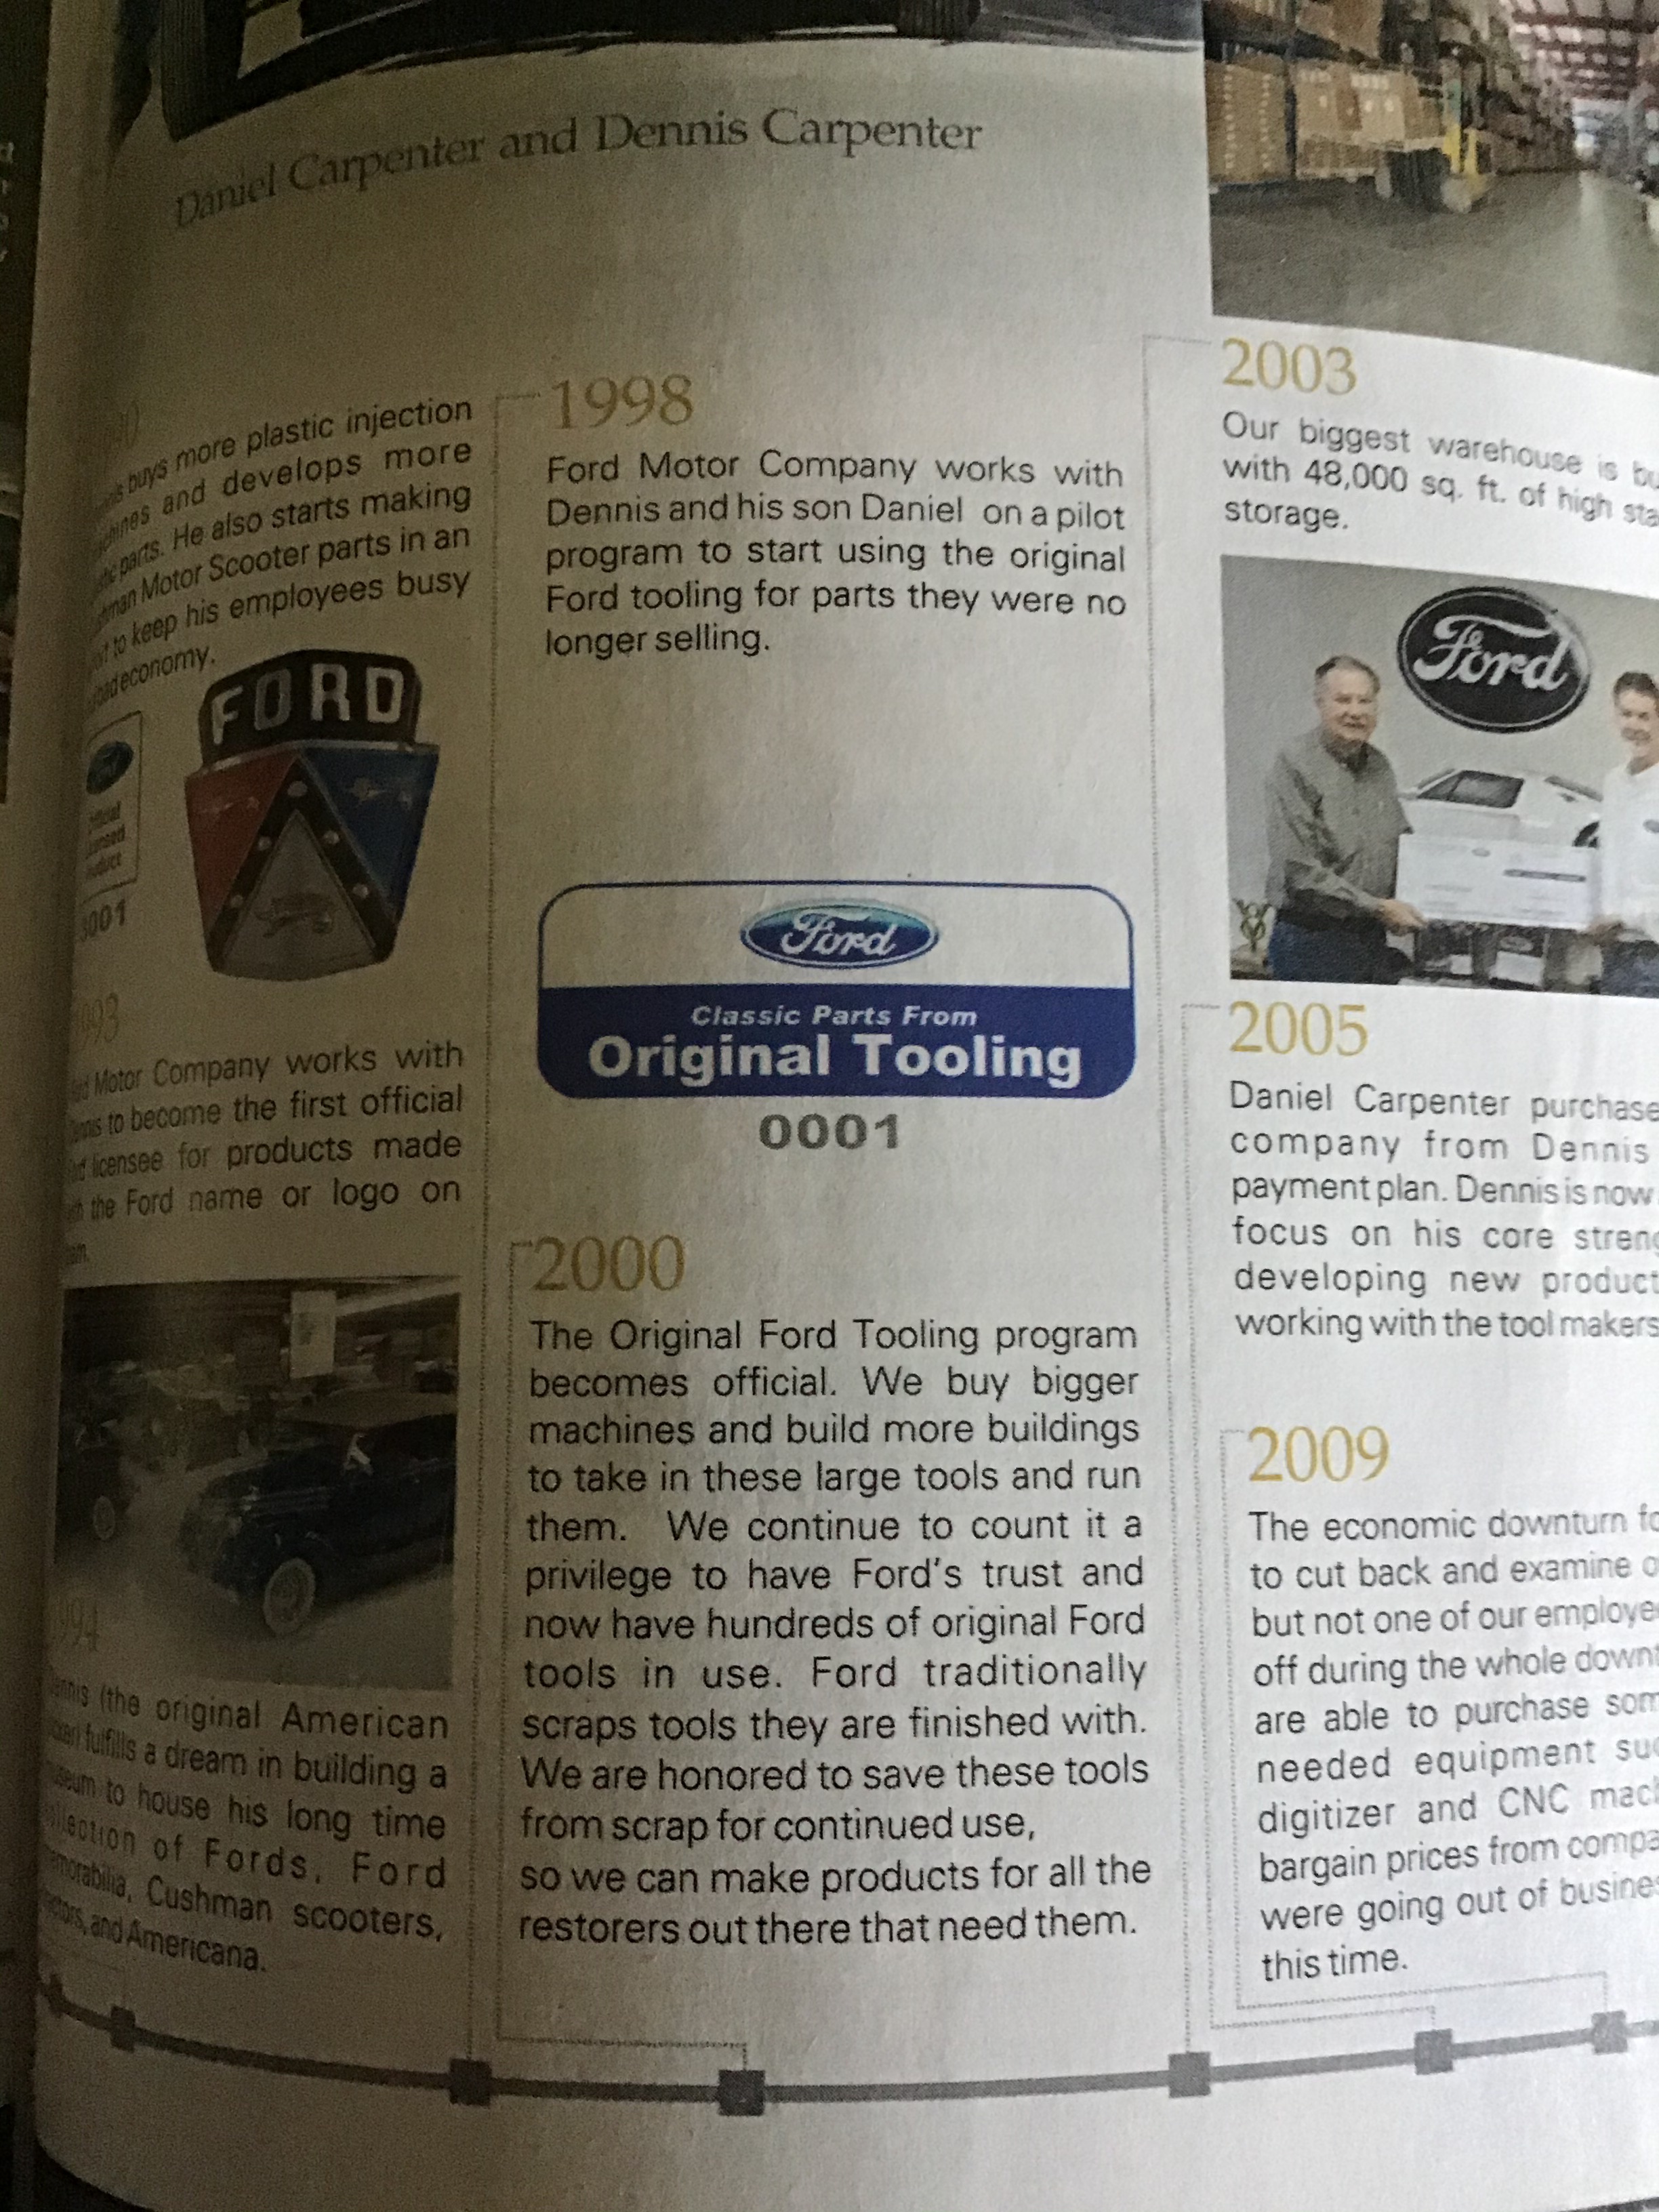 Daniel Carpenter and Dennis Carpenter
buys more plastic injection
and develops more
parts. He also starts making
Motor Scooter parts in an
to keep his employees busy
economy.
FORD
Ford
Official
Licensed
Product
0001
1993
Motor Company works with
to become the first official
licensee for products made
the Ford name or logo on
1994
(the original American
fulfills a dream in building a
to house his long time
of Fords, Ford
Cushman scooters,
and Americana.
1998
Ford Motor Company works with
Dennis and his son Daniel on a pilot
program to start using the original
Ford tooling for parts they were no
longer selling.
Ford
Classic Parts From
Original Tooling
0001
2000
The Original Ford Tooling program
becomes official. We buy bigger
machines and build more buildings
to take in these large tools and run
them. We continue to count it a
privilege to have Ford's trust and
now have hundreds of original Ford
tools in use. Ford traditionally
scraps tools they are finished with.
We are honored to save these tools
from scrap for continued use,
so we can make products for all the
restorers out there that need them.
2003
Our biggest warehouse is
with 48,000 sq. ft. of high
storage.
Ford
V8
2005
Daniel Carpenter purchase
company from Dennis
payment plan. Dennis is now
focus on his core
developing new product
working with the tool makers
2009
The economic downturn
to cut back and examine
but not one of our
off during the whole
are able to purchase
needed equipment
digitizer and CNC
bargain prices from
were going out of
this time.